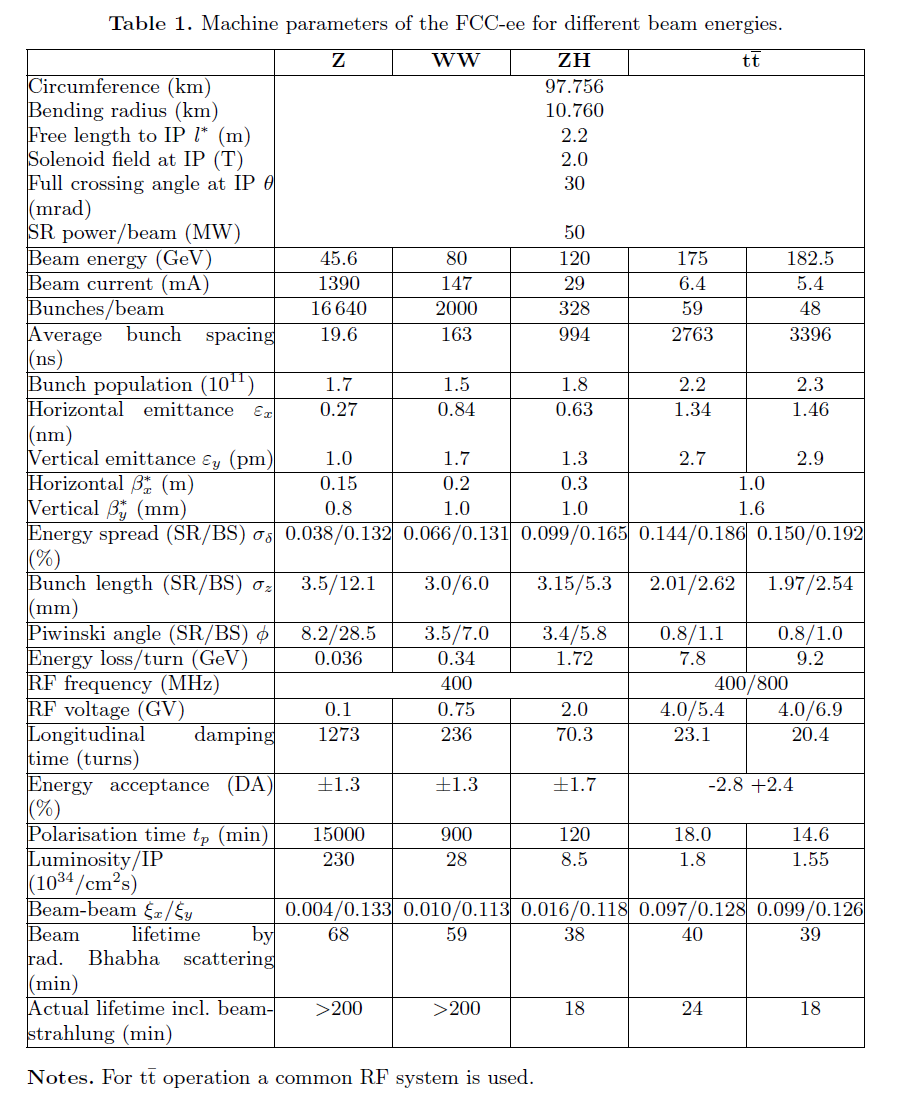 Table 1. Machine parameters of the FCC-ee for different beam energies.
Z WW ZH tt̄
Circumference (km) 97.756
Bending radius (km) 10.760
Free length to IP l* (m) 2.2
Solenoid field at IP (T) 2.0
Full crossing angle at IP θ 30
(mrad)
SR power/beam (MW) 50
Beam energy (GeV) 45.6 80 120 175 182.5
Beam current (mA) 1390 147 29 6.4 5.4
Bunches/beam 16 640 2000 328 59 48
Average bunch spacing 19.6 163 994 2763 3396
(ns)
Bunch population (10¹¹) 1.7 1.5 1.8 2.2 2.3
Horizontal emittance εₓ 0.27 0.84 0.63 1.34 1.46
(nm)
Vertical emittance ε_y (pm) 1.0 1.7 1.3 2.7 2.9
Horizontal β*ₓ (m) 0.15 0.2 0.3 1.0
Vertical β*_y (mm) 0.8 1.0 1.0 1.6
Energy spread (SR/BS) σ_δ 0.038/0.132 0.066/0.131 0.099/0.165 0.144/0.186 0.150/0.192
(%)
Bunch length (SR/BS) σ_z 3.5/12.1 3.0/6.0 3.15/5.3 2.01/2.62 1.97/2.54
(mm)
Piwinski angle (SR/BS) ϕ 8.2/28.5 3.5/7.0 3.4/5.8 0.8/1.1 0.8/1.0
Energy loss/turn (GeV) 0.036 0.34 1.72 7.8 9.2
RF frequency (MHz) 400 400/800
RF voltage (GV) 0.1 0.75 2.0 4.0/5.4 4.0/6.9
Longitudinal damping 1273 236 70.3 23.1 20.4
time (turns)
Energy acceptance (DA) ±1.3 ±1.3 ±1.7 -2.8 +2.4
(%)
Polarisation time t_p (min) 15000 900 120 18.0 14.6
Luminosity/IP 230 28 8.5 1.8 1.55
(10³⁴/cm²s)
Beam-beam ξₓ/ξ_y 0.004/0.133 0.010/0.113 0.016/0.118 0.097/0.128 0.099/0.126
Beam lifetime by 68 59 38 40 39
rad. Bhabha scattering
(min)
Actual lifetime incl. beam- >200 >200 18 24 18
strahlung (min)
Notes. For tt̄ operation a common RF system is used.